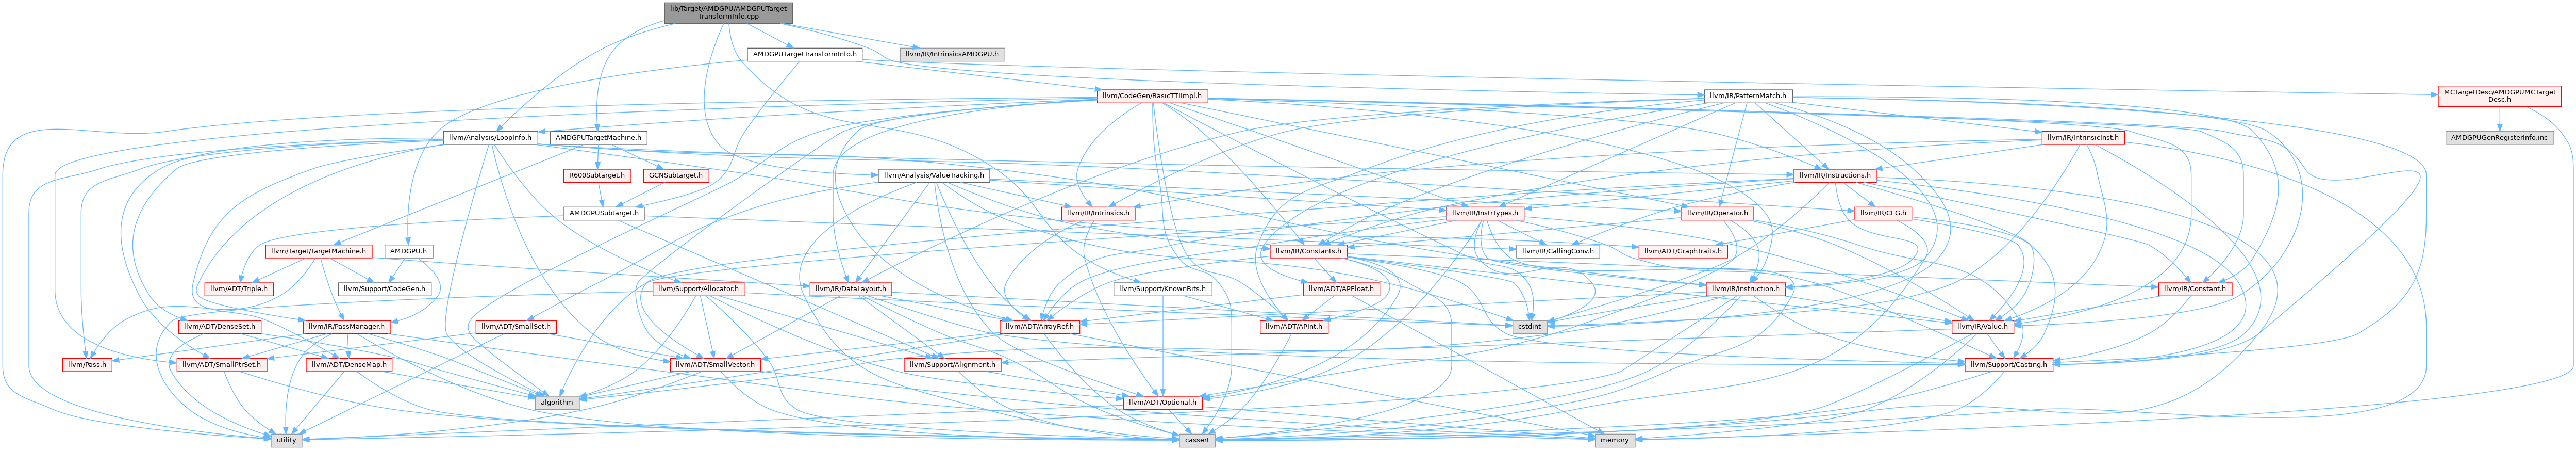 lib/Target/AMDGPU/AMDGPUTarget
TransformInfo.cpp
AMDGPUTargetTransformInfo.h
llvm/IR/IntrinsicsAMDGPU.h
llvm/CodeGen/BasicTTIImpl.h
llvm/IR/PatternMatch.h
MCTargetDesc/AMDGPUMCTarget
Desc.h
llvm/Analysis/LoopInfo.h
AMDGPUTargetMachine.h
llvm/IR/IntrinsicInst.h
AMDGPUGenRegisterInfo.inc
R600Subtarget.h
GCNSubtarget.h
llvm/Analysis/ValueTracking.h
llvm/IR/Instructions.h
AMDGPUSubtarget.h
llvm/IR/Intrinsics.h
llvm/IR/InstrTypes.h
llvm/IR/Operator.h
llvm/IR/CFG.h
llvm/Target/TargetMachine.h
AMDGPU.h
llvm/IR/Constants.h
llvm/IR/CallingConv.h
llvm/ADT/GraphTraits.h
llvm/ADT/Triple.h
llvm/Support/CodeGen.h
llvm/Support/Allocator.h
llvm/IR/DataLayout.h
llvm/Support/KnownBits.h
llvm/ADT/APFloat.h
llvm/IR/Instruction.h
llvm/IR/Constant.h
llvm/ADT/DenseSet.h
llvm/IR/PassManager.h
llvm/ADT/SmallSet.h
llvm/ADT/ArrayRef.h
llvm/ADT/APInt.h
cstdint
llvm/IR/Value.h
llvm/Pass.h
llvm/ADT/SmallPtrSet.h
llvm/ADT/DenseMap.h
llvm/ADT/SmallVector.h
llvm/Support/Alignment.h
llvm/Support/Casting.h
algorithm
llvm/ADT/Optional.h
utility
cassert
memory